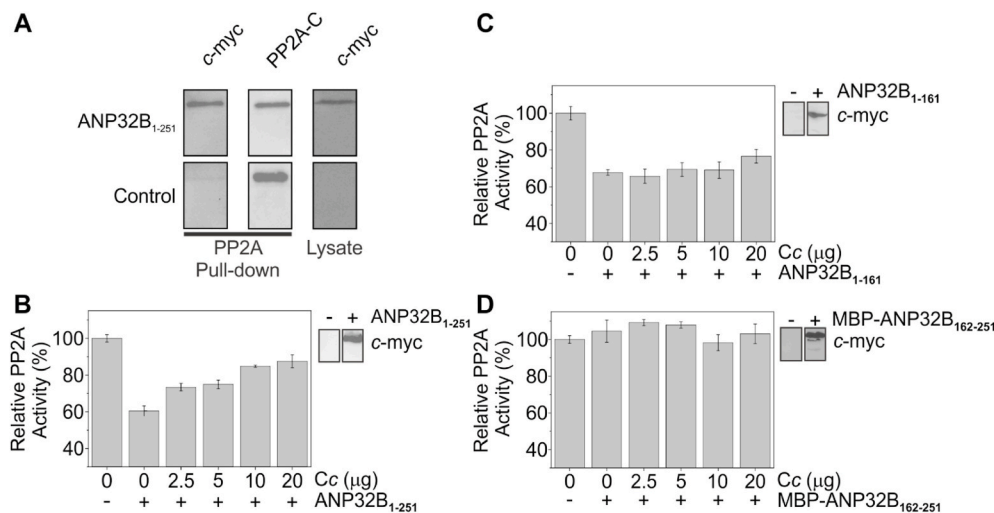 A
c-myc PP2A-C c-myc
ANP32B1-251
Control
PP2A
Pull-down
Lysate
B
Relative PP2A
Activity (%)
100
80
60
40
0 0 2.5 5 10 20 Cc (μg)
- + + + + + ANP32B1-251
- + ANP32B1-251
c-myc
C
Relative PP2A
Activity (%)
100
80
60
40
0 0 2.5 5 10 20 Cc (μg)
- + + + + + ANP32B1-161
- + ANP32B1-161
c-myc
D
Relative PP2A
Activity (%)
100
80
60
40
0 0 2.5 5 10 20 Cc (μg)
- + + + + + MBP-ANP32B162-251
- + MBP-ANP32B162-251
c-myc